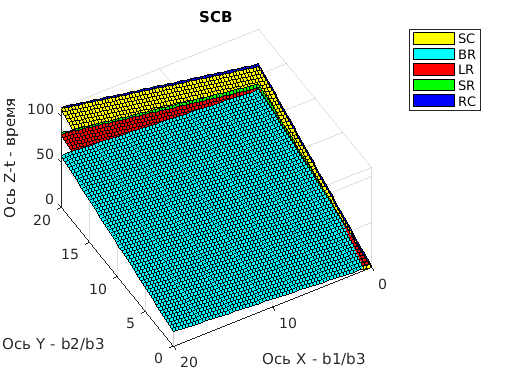 SCB
SC
BR
LR
SR
RC
Ось Z-t - время
100
50
0
20
15
10
5
0
Ось Y - b2/b3
20
10
0
Ось X - b1/b3